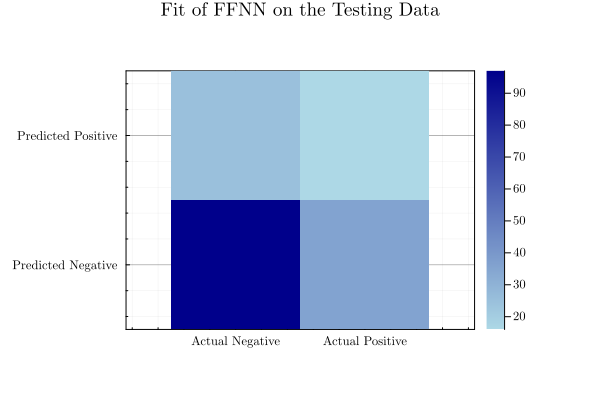 Fit of FFNN on the Testing Data
Predicted Positive
Predicted Negative
Actual Negative Actual Positive
90
80
70
60
50
40
30
20